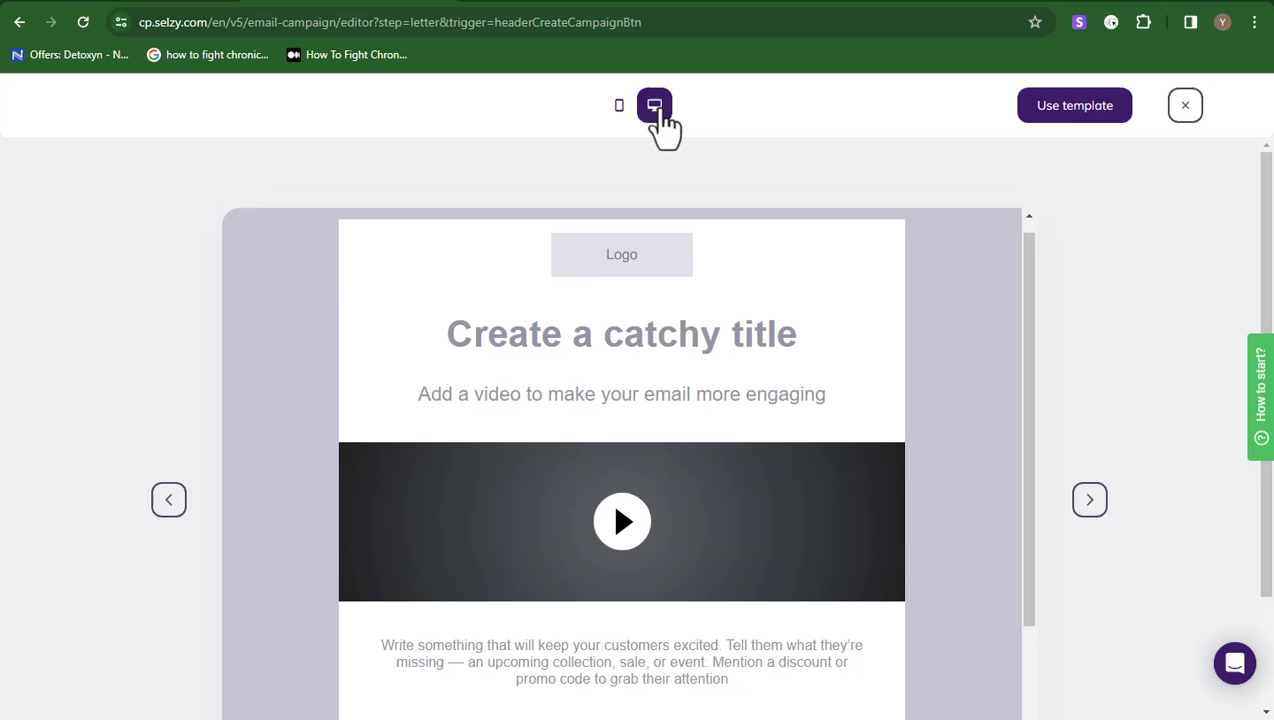 cp.selzy.com/en/v5/email-campaign/editor?step=letter&trigger=headerCreateCampaignBtn
S
Y
N Offers: Detoxyn - N...
G how to fight chronic...
How To Fight Chron...
Use template
Logo
Create a catchy title
Add a video to make your email more engaging
How to start?
Write something that will keep your customers excited. Tell them what they're
missing — an upcoming collection, sale, or event. Mention a discount or
promo code to grab their attention